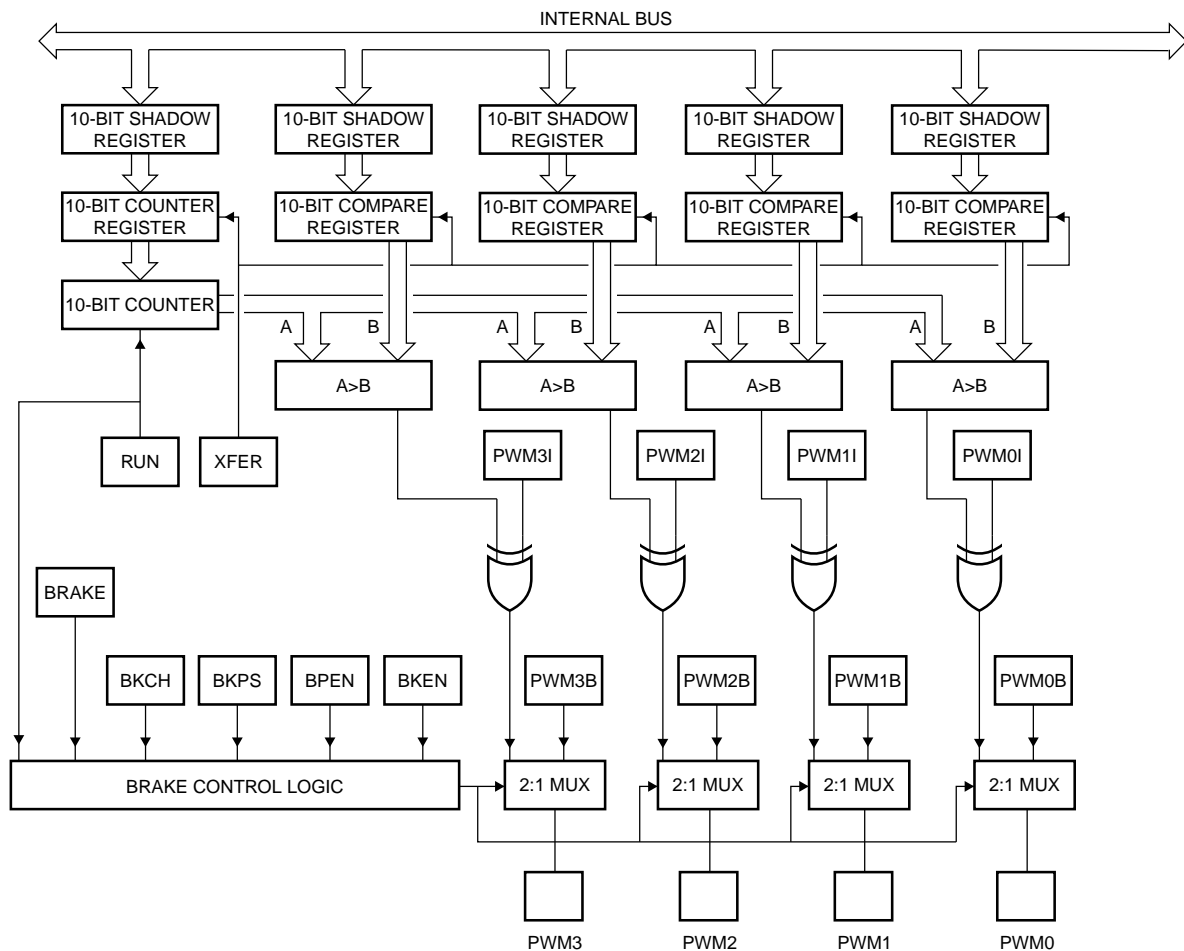 INTERNAL BUS
10-BIT SHADOW
REGISTER
10-BIT SHADOW
REGISTER
10-BIT SHADOW
REGISTER
10-BIT SHADOW
REGISTER
10-BIT SHADOW
REGISTER
10-BIT COUNTER
REGISTER
10-BIT COMPARE
REGISTER
10-BIT COMPARE
REGISTER
10-BIT COMPARE
REGISTER
10-BIT COMPARE
REGISTER
10-BIT COUNTER
A
B
A
B
A
B
A
B
A>B
A>B
A>B
A>B
RUN
XFER
PWM3I
PWM2I
PWM1I
PWM0I
BRAKE
BKCH
BKPS
BPEN
BKEN
PWM3B
PWM2B
PWM1B
PWM0B
BRAKE CONTROL LOGIC
2:1 MUX
2:1 MUX
2:1 MUX
2:1 MUX
PWM3
PWM2
PWM1
PWM0